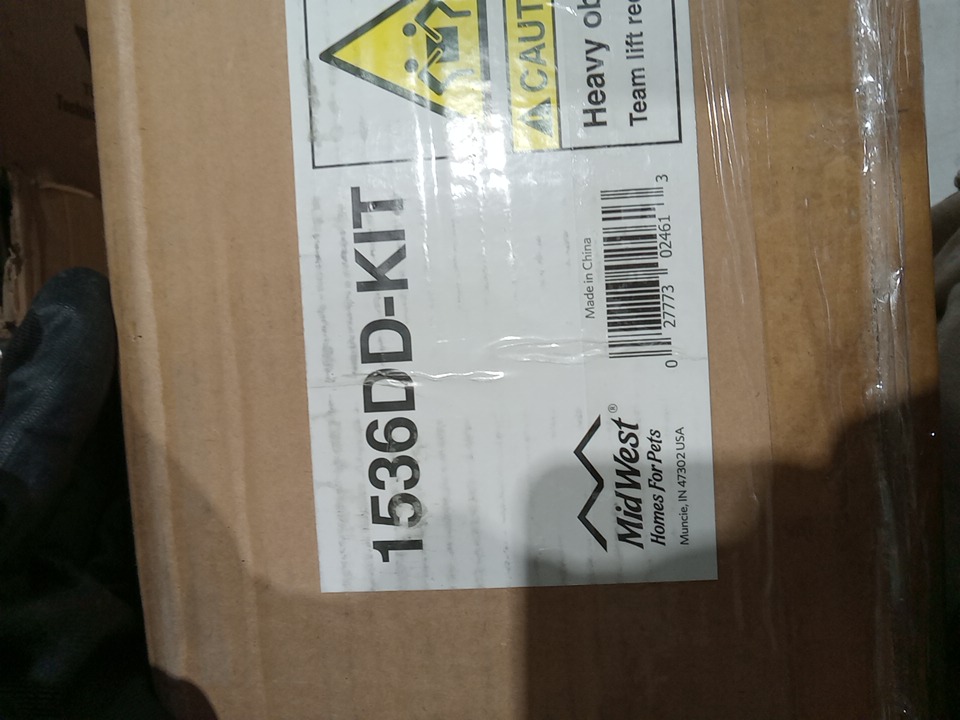 1536DD-KIT
CAUT
Heavy ob
Team lift rec
MidWest®
Homes For Pets
Muncie, IN 47302 USA
Made in China
0 27773 02461 3